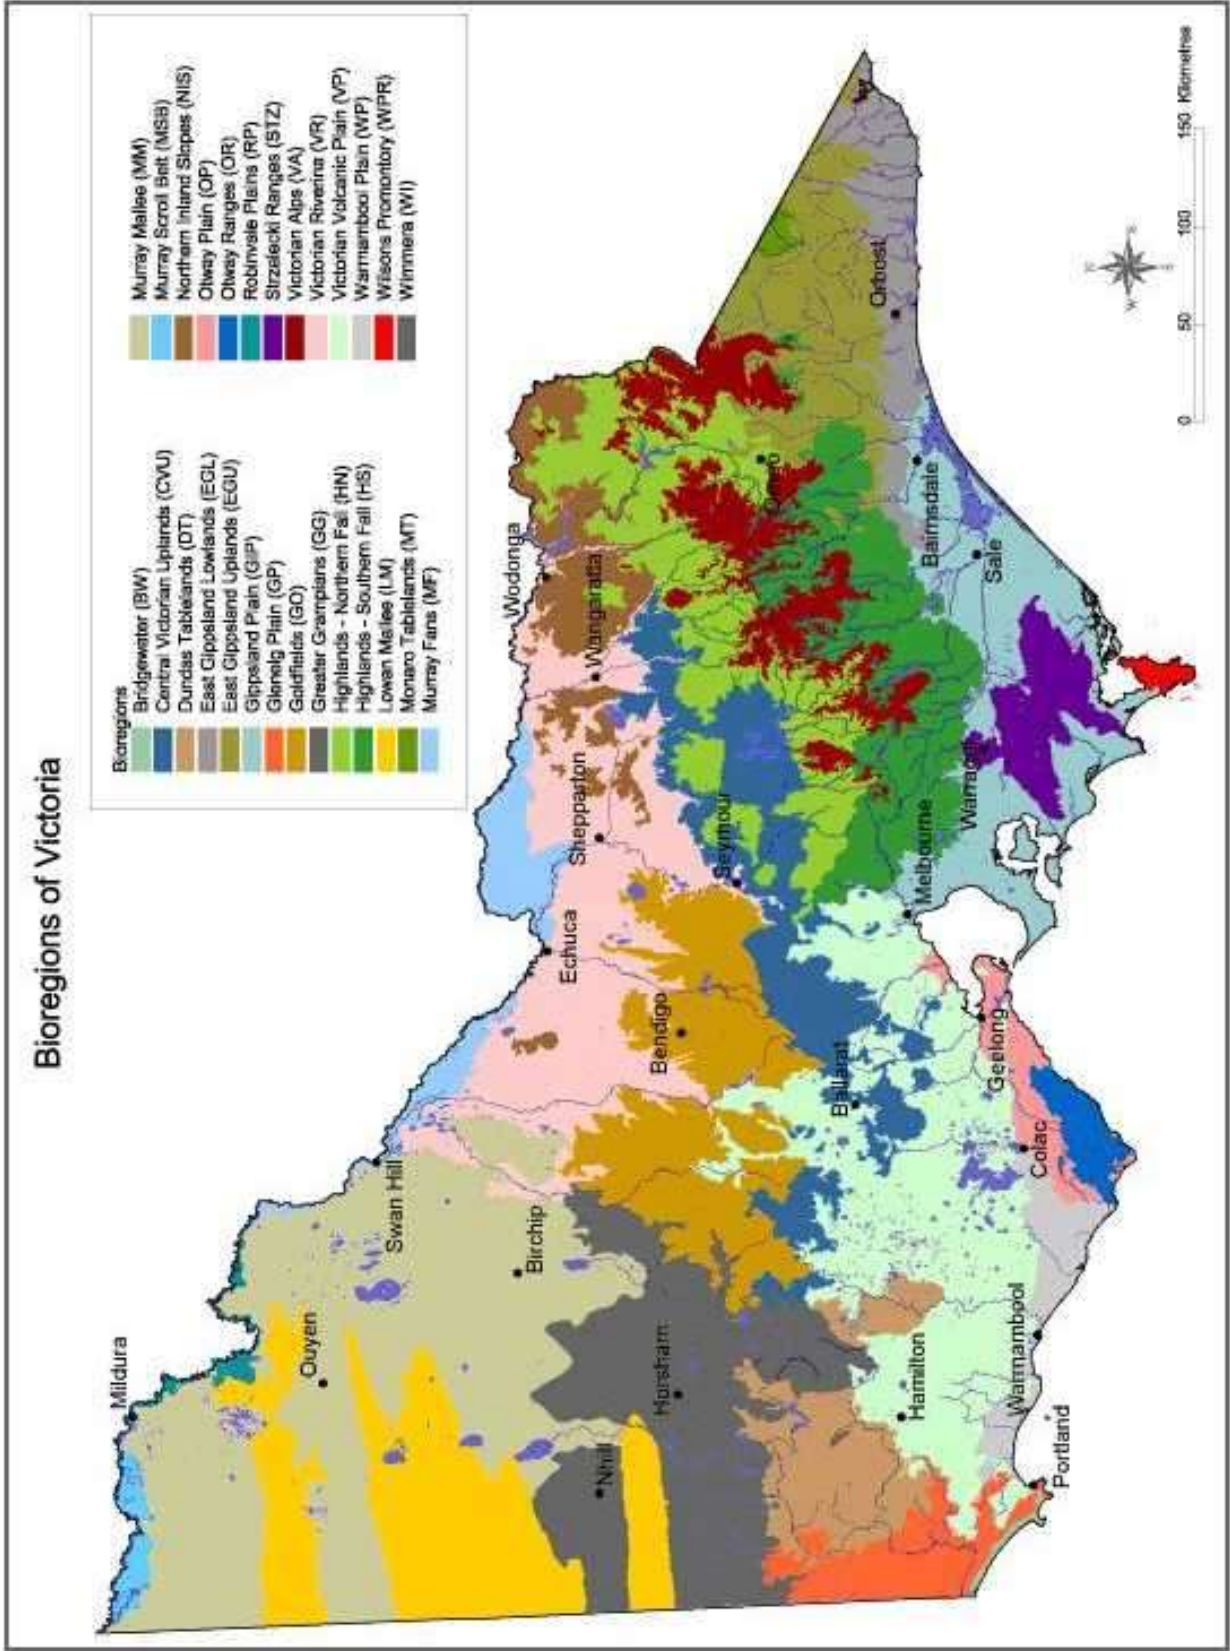 Bioregions of Victoria
Bioregions
Bridgewater (BW)
Central Victorian Uplands (CVU)
Dundas Tablelands (DT)
East Gippsland Lowlands (EGL)
East Gippsland Uplands (EGU)
Gippsland Plain (GIP)
Glenelg Plain (GP)
Goldfields (GO)
Greater Grampians (GG)
Highlands - Northern Fall (HN)
Highlands - Southern Fall (HS)
Lowan Mallee (LM)
Monaro Tablelands (MT)
Murray Fans (MF)
Murray Mallee (MM)
Murray Scroll Belt (MSB)
Northern Inland Slopes (NIS)
Otway Plain (OP)
Otway Ranges (OR)
Robinvale Plains (RP)
Strzelecki Ranges (STZ)
Victorian Alps (VA)
Victorian Riverina (VR)
Victorian Volcanic Plain (VP)
Warrnambool Plain (WP)
Wilsons Promontory (WPR)
Wimmera (WI)
Mildura
Ouyen
Swan Hill
Birchip
Nhill
Horsham
Echuca
Shepparton
Wodonga
Wangaratta
Bendigo
Seymour
Omeo
Ballarat
Melbourne
Hamilton
Orbost
Bairnsdale
Sale
Warragul
Geelong
Colac
Warrnambool
Portland
N
W
E
S
0 50 100 150 Kilometres